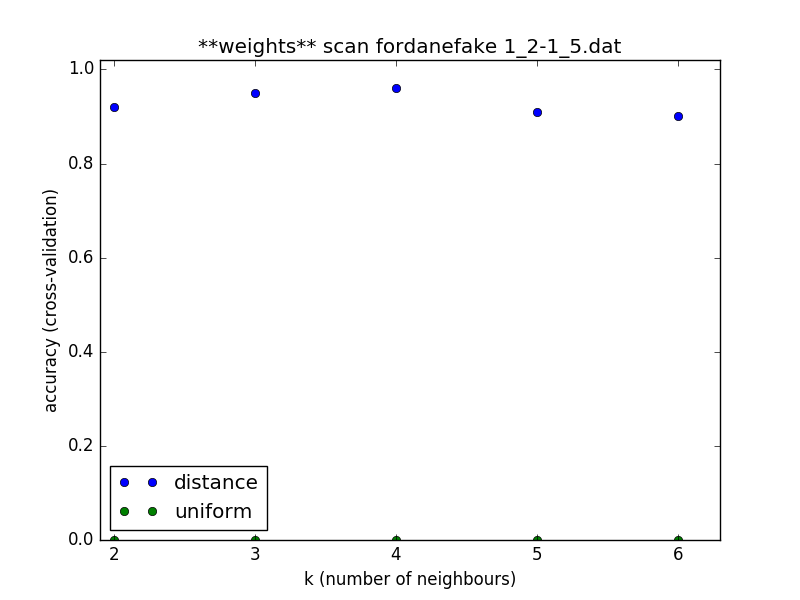 **weights** scan fordanefake 1_2-1_5.dat
1.0
0.8
0.6
0.4
0.2
0.0
accuracy (cross-validation)
distance
uniform
2 3 4 5 6
k (number of neighbours)